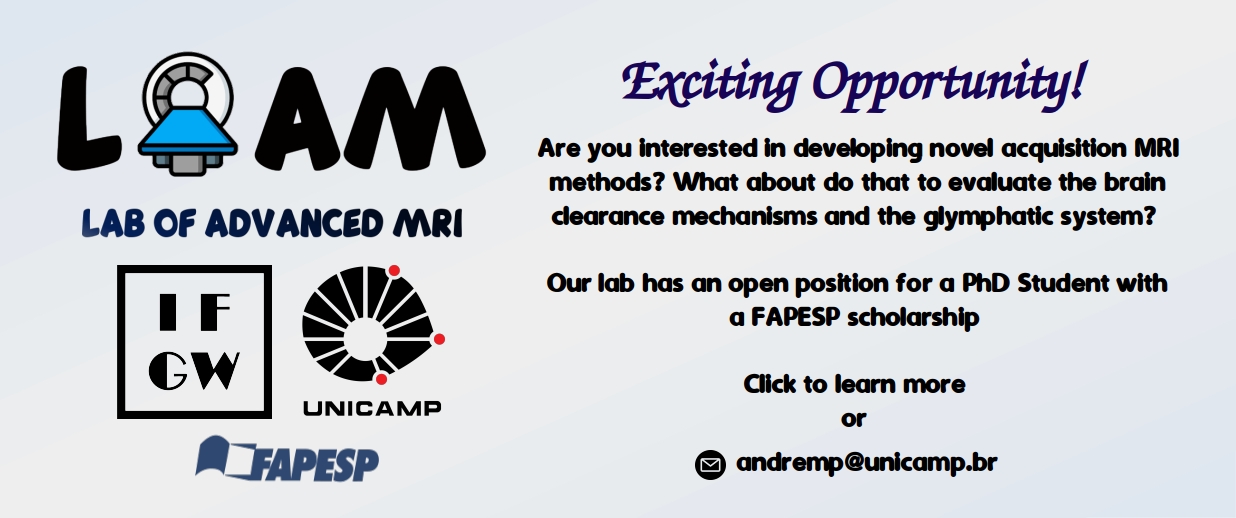 LOAM
LAB OF ADVANCED MRI
I F
GW
UNICAMP
FAPESP
Exciting Opportunity!
Are you interested in developing novel acquisition MRI
methods? What about do that to evaluate the brain
clearance mechanisms and the glymphatic system?
Our lab has an open position for a PhD Student with
a FAPESP scholarship
Click to learn more
or
andremp@unicamp.br